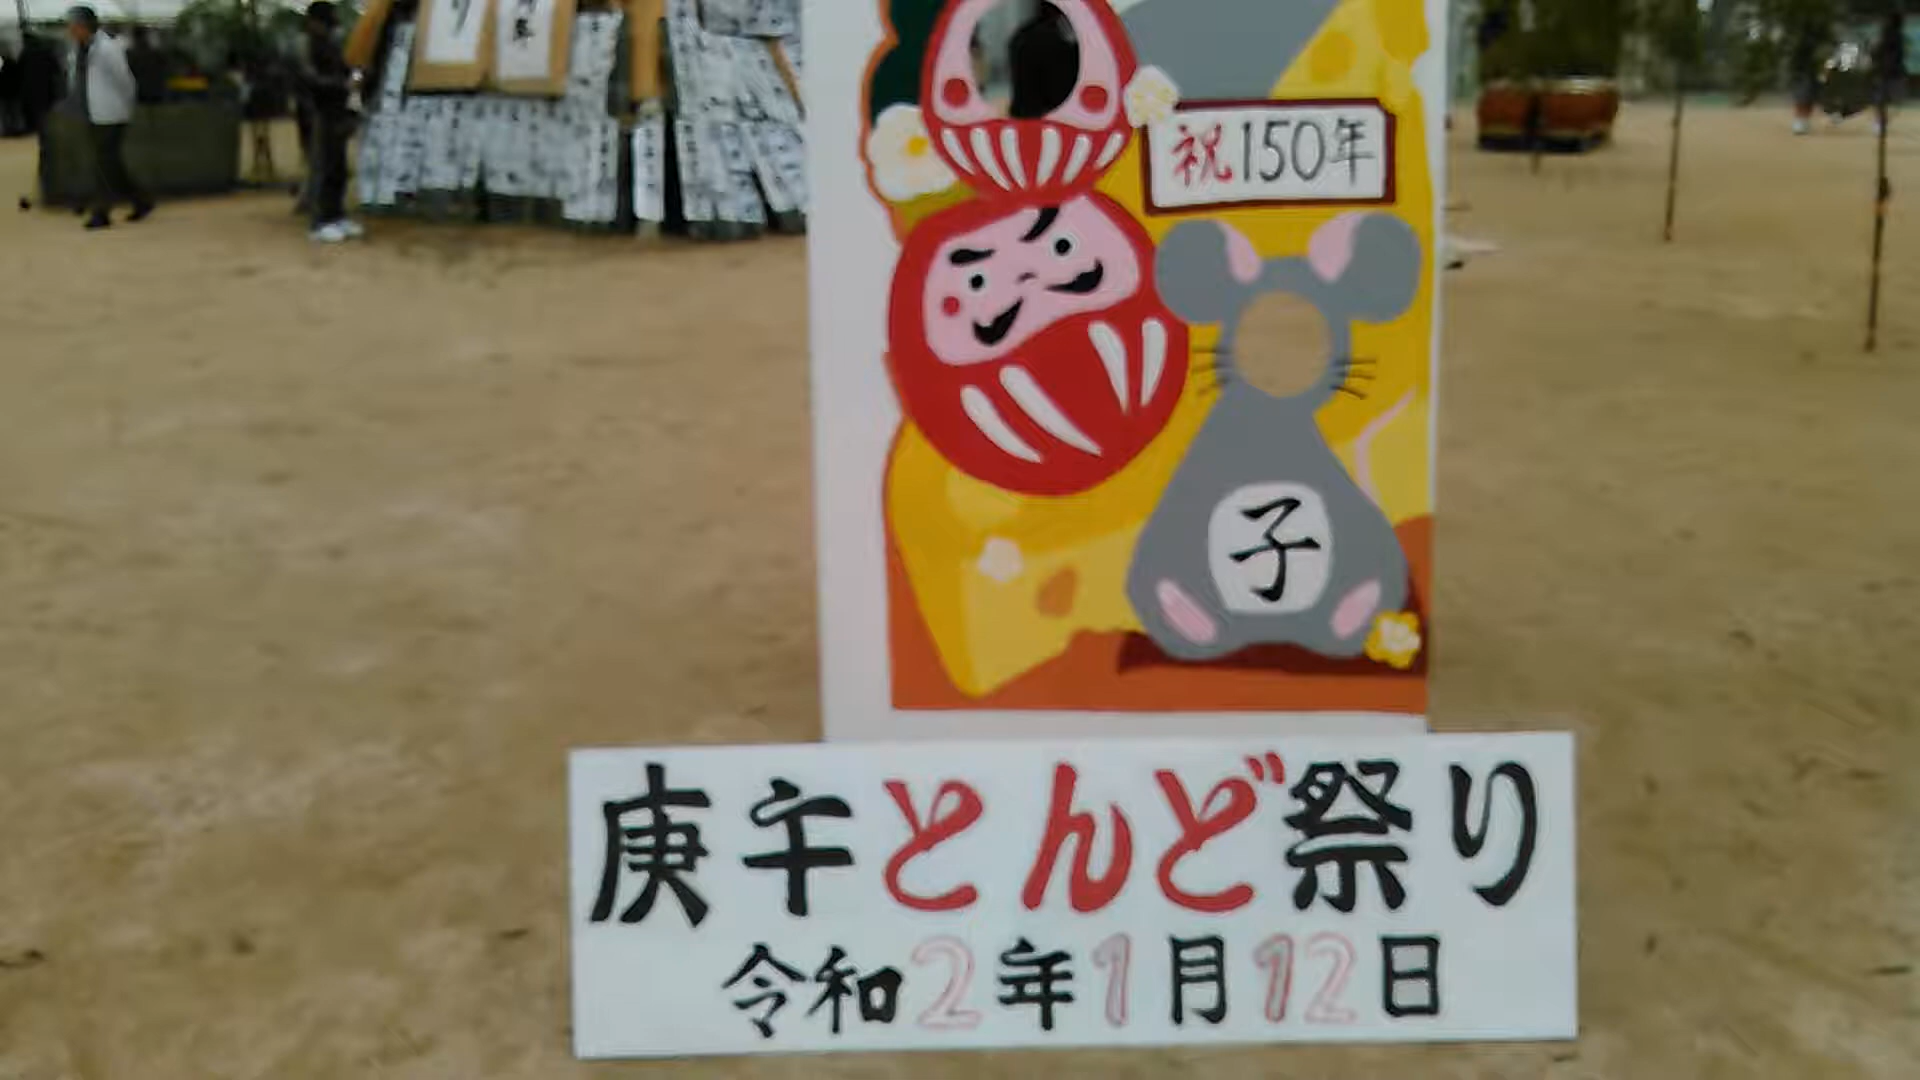 祝150年
子
庚午とんど祭り
令和2年1月12日